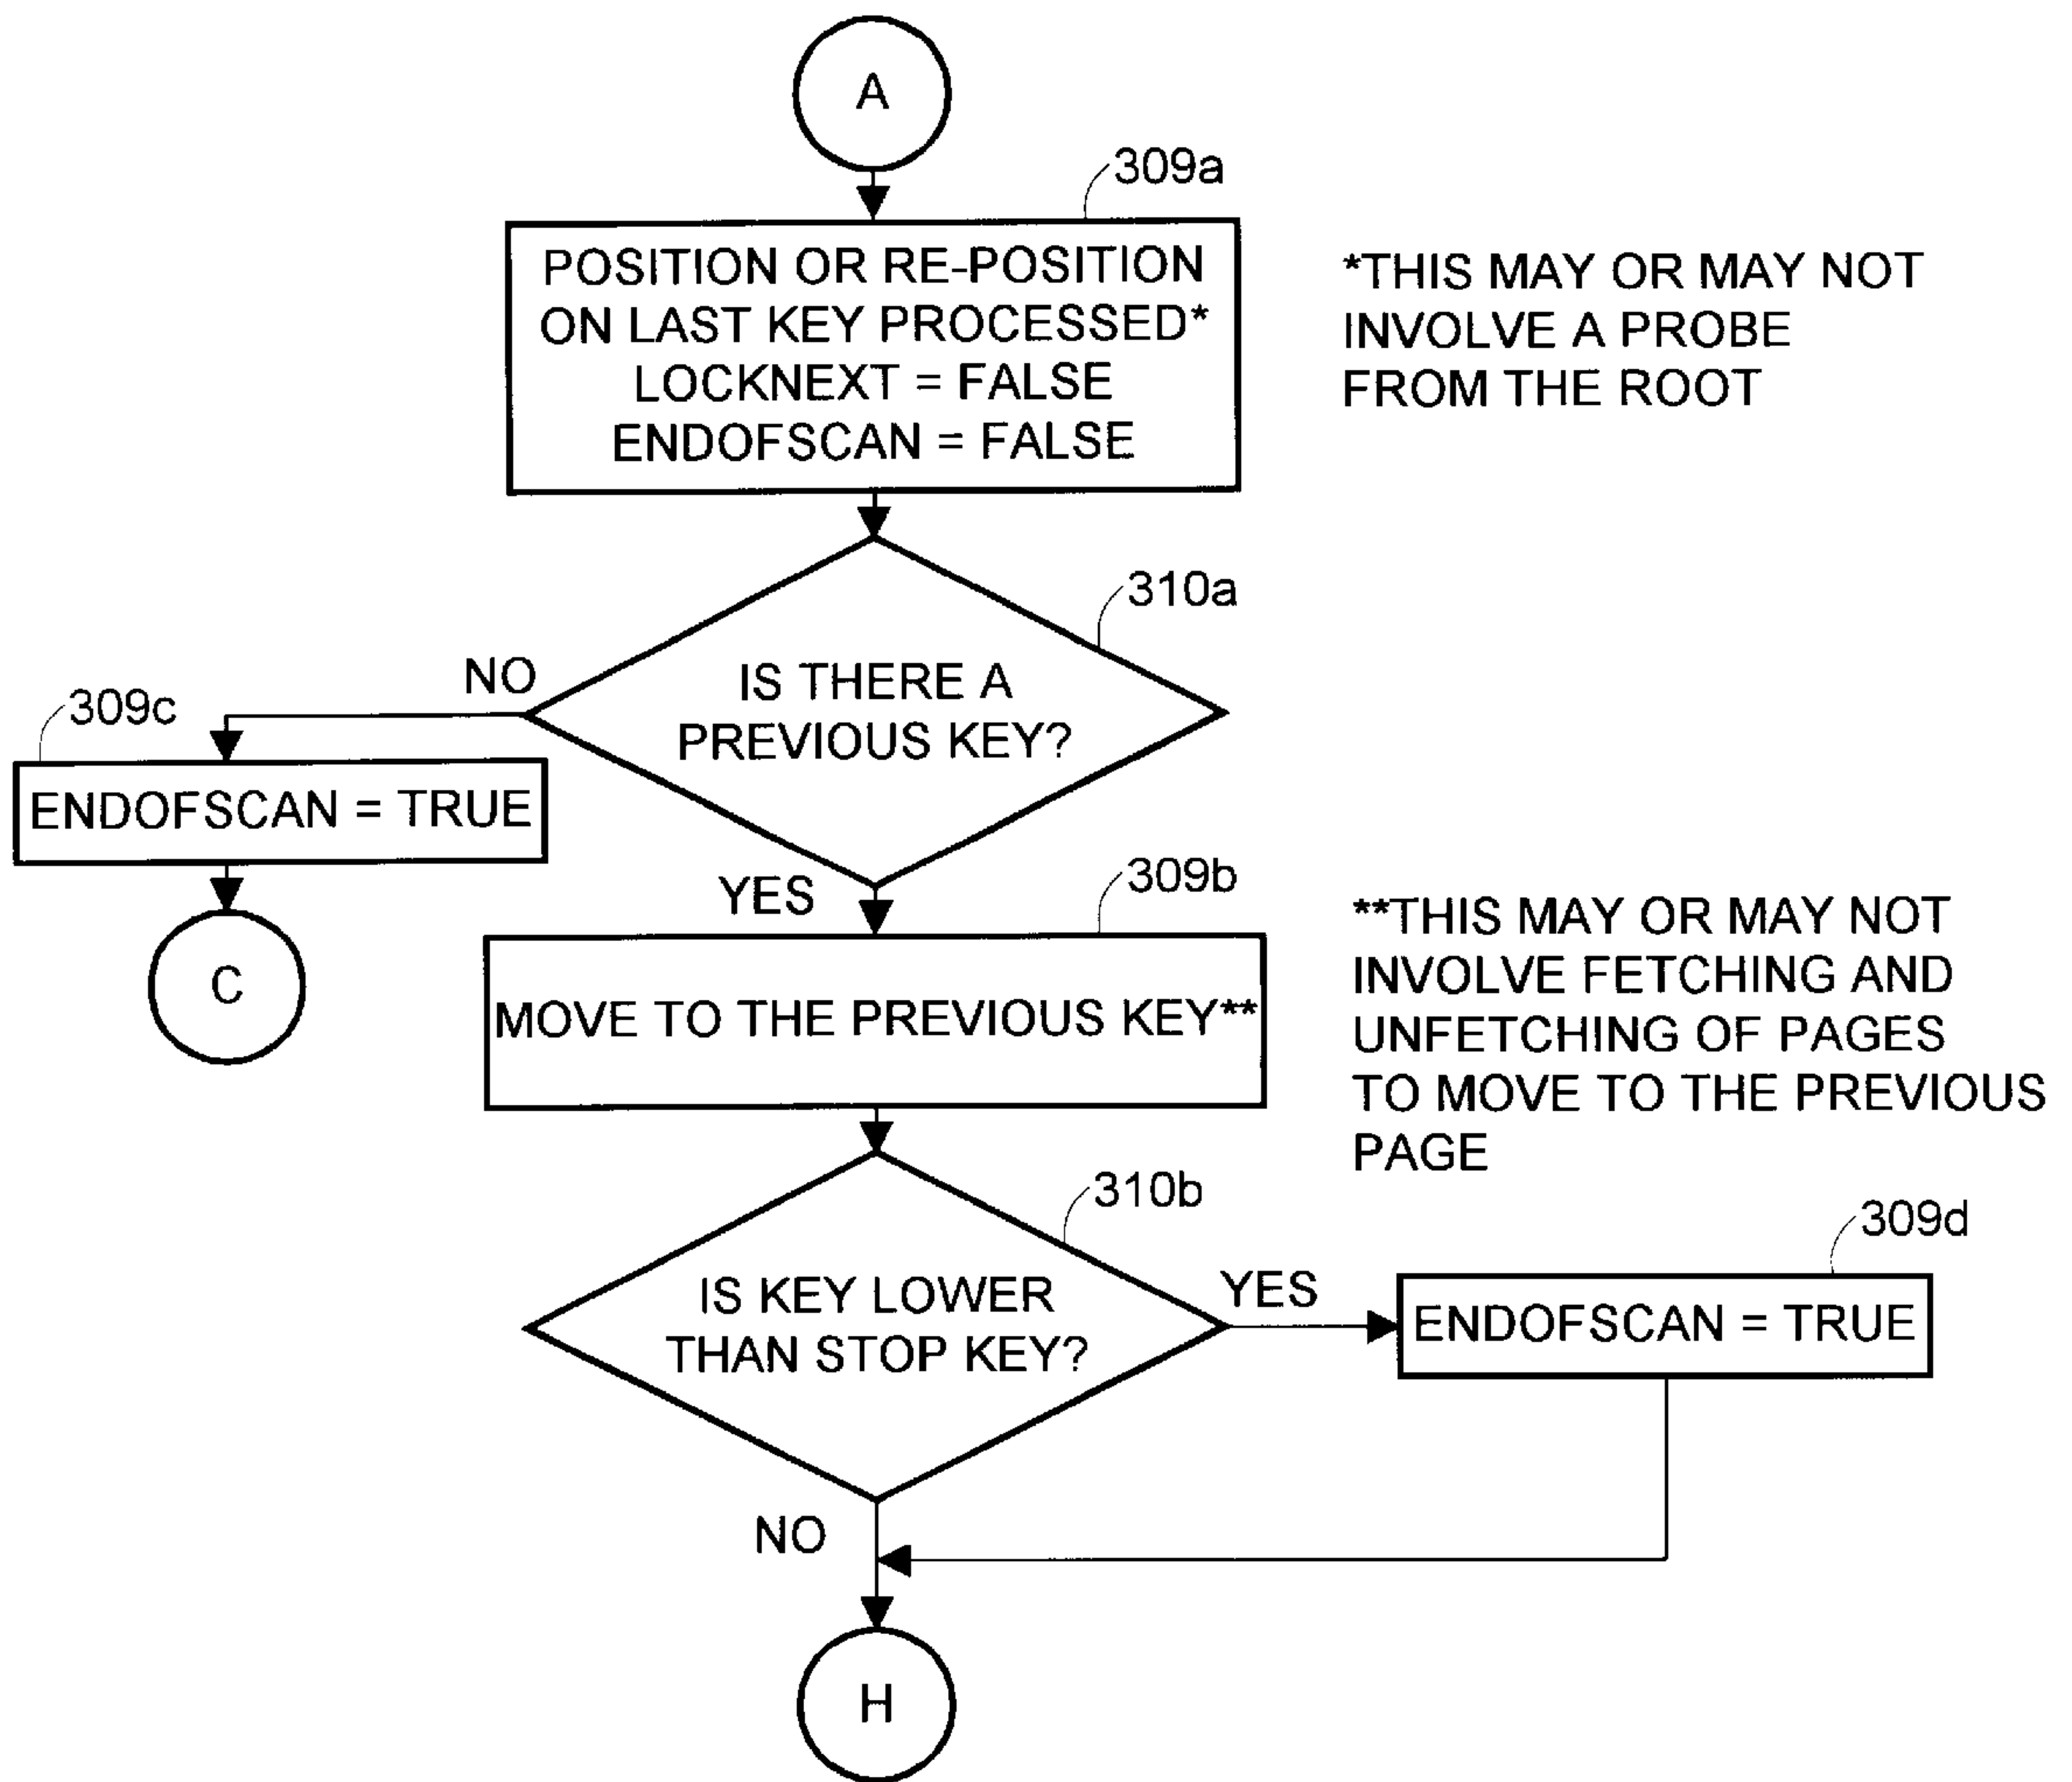 A
309a
POSITION OR RE-POSITION
ON LAST KEY PROCESSED*
LOCKNEXT = FALSE
ENDOFSCAN = FALSE
*THIS MAY OR MAY NOT
INVOLVE A PROBE
FROM THE ROOT
310a
IS THERE A
PREVIOUS KEY?
NO
309c
ENDOFSCAN = TRUE
C
YES
309b
MOVE TO THE PREVIOUS KEY**
**THIS MAY OR MAY NOT
INVOLVE FETCHING AND
UNFETCHING OF PAGES
TO MOVE TO THE PREVIOUS
PAGE
310b
IS KEY LOWER
THAN STOP KEY?
YES
309d
ENDOFSCAN = TRUE
NO
H